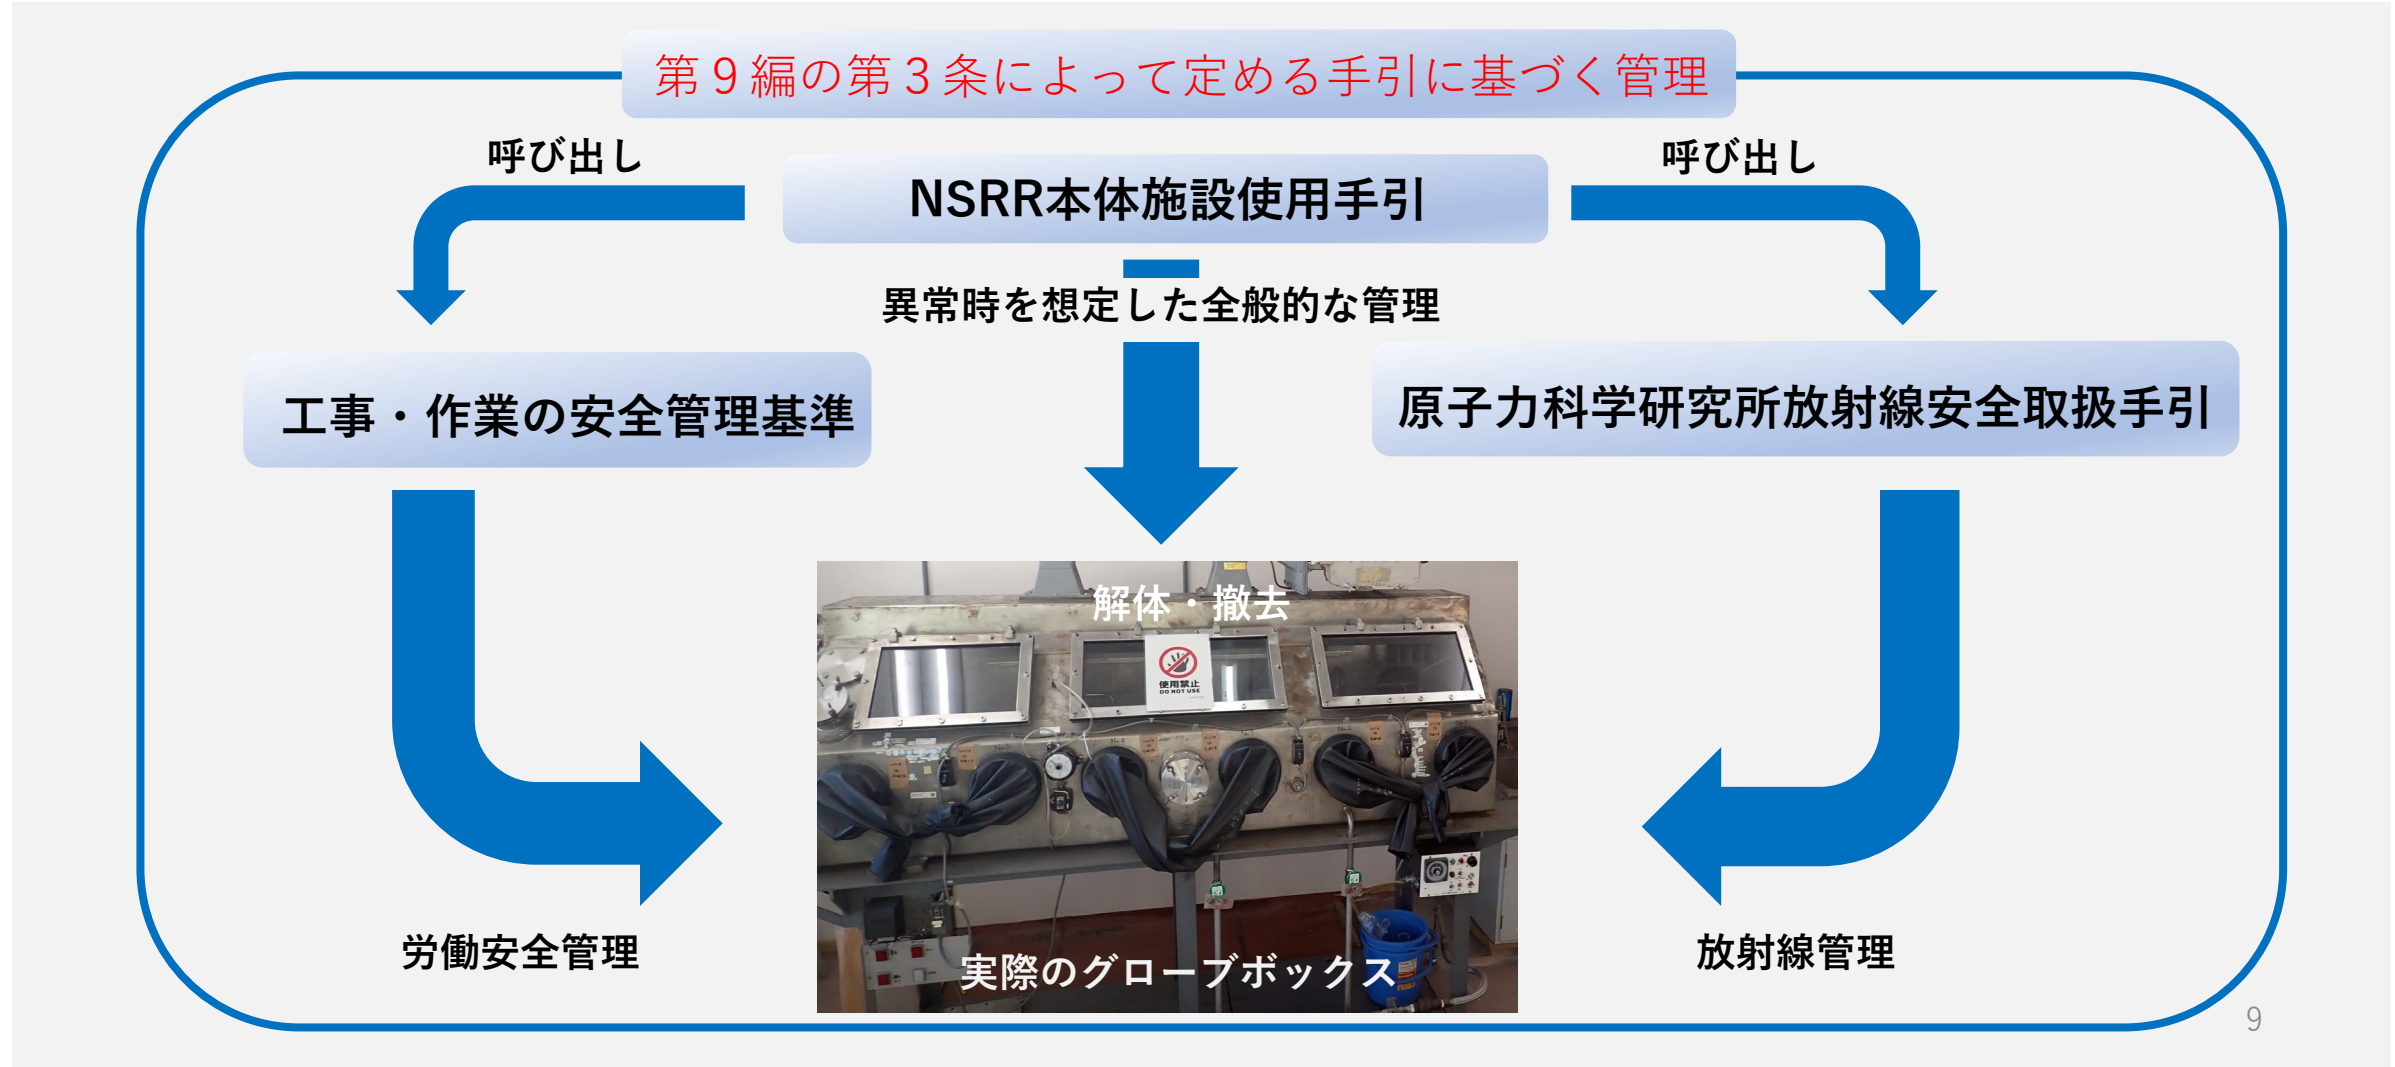 第９編の第３条によって定める手引に基づく管理
呼び出し
NSRR本体施設使用手引
呼び出し
異常時を想定した全般的な管理
工事・作業の安全管理基準
原子力科学研究所放射線安全取扱手引
解体・撤去
使用禁止
DO NOT USE
実際のグローブボックス
労働安全管理
放射線管理
9